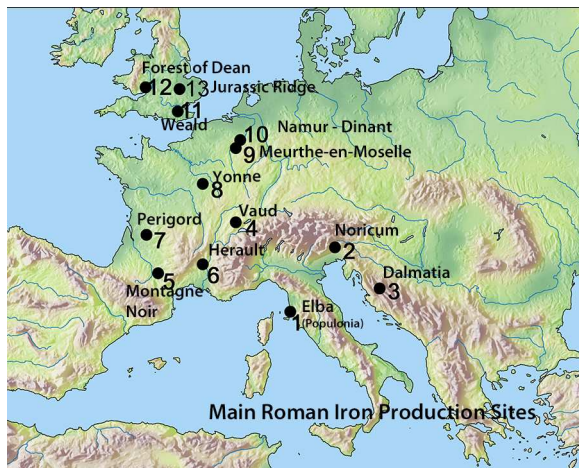 Forest of Dean
12
13 Jurassic Ridge
11
Weald
10 Namur - Dinant
9 Meurthe-en-Moselle
Yonne
8
Perigord
7
Vaud
4
Noricum
2
Herault
6
5
Montagne
Noir
Dalmatia
3
Elba
1 (Populonia)
Main Roman Iron Production Sites